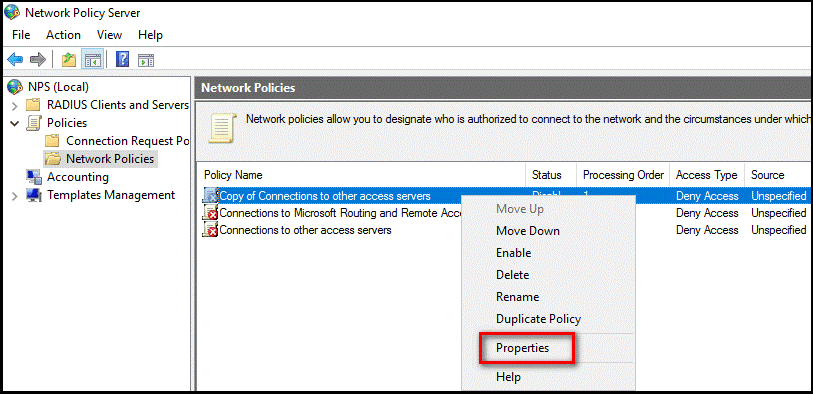 Network Policy Server
File Action View Help
NPS (Local)
RADIUS Clients and Servers
Policies
Connection Request Po
Network Policies
Accounting
Templates Management
Network Policies
Network policies allow you to designate who is authorized to connect to the network and the circumstances under which
Policy Name Status Processing Order Access Type Source
Copy of Connections to other access servers Deny Access Unspecified
Connections to Microsoft Routing and Remote Acce Deny Access Unspecified
Connections to other access servers Deny Access Unspecified
Move Up
Move Down
Enable
Delete
Rename
Duplicate Policy
Properties
Help